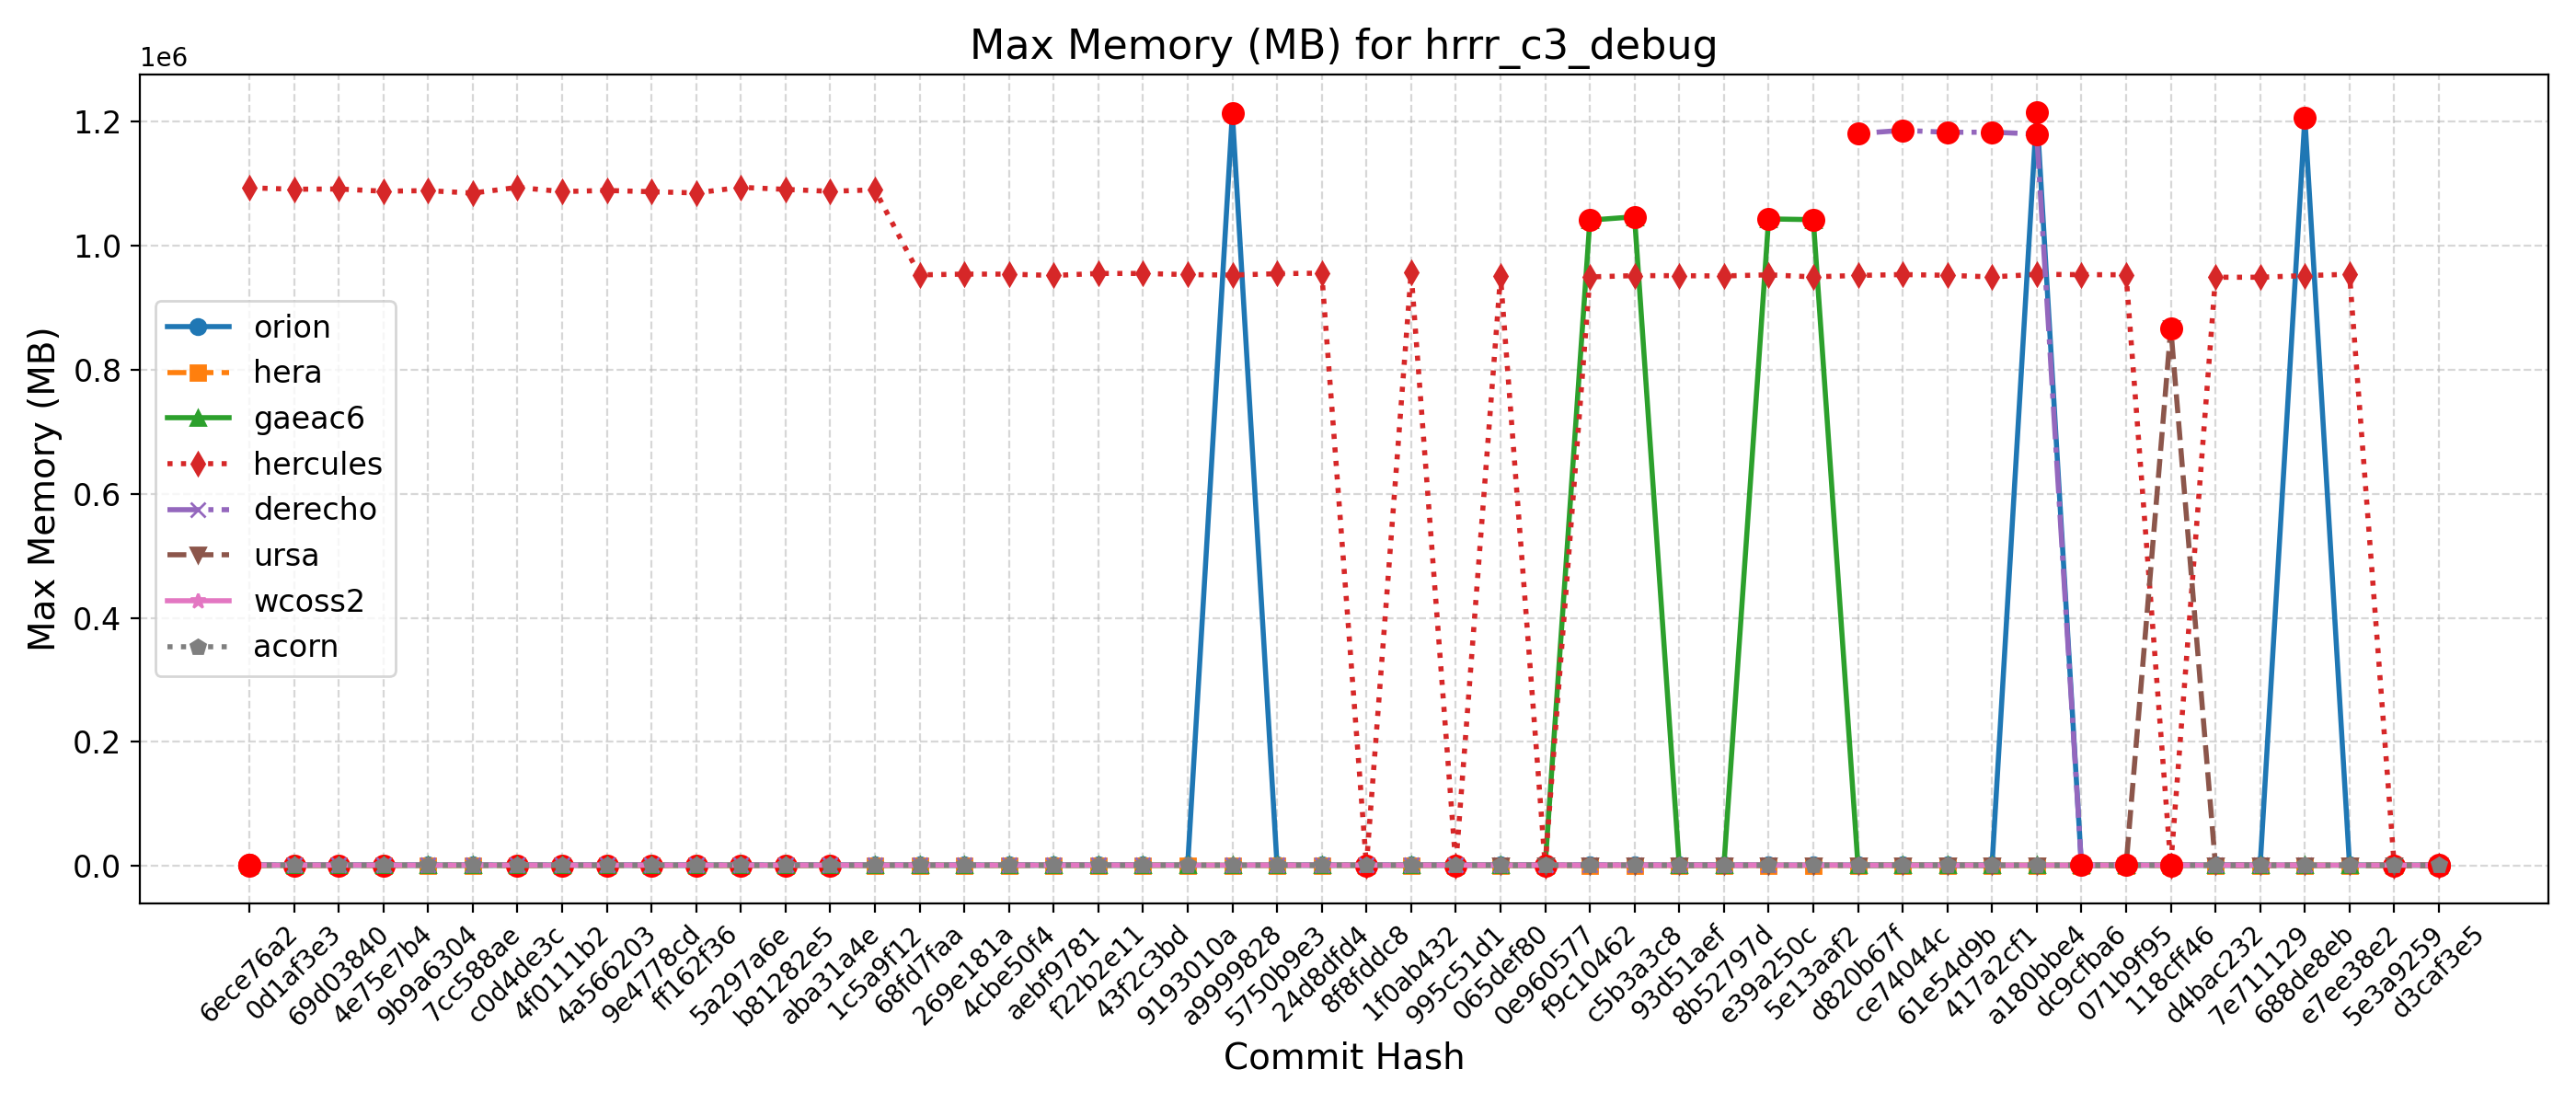 Max Memory (MB) for hrrr_c3_debug
1e6
1.2
1.0
0.8
0.6
0.4
0.2
0.0
Max Memory (MB)
orion
hera
gaeac6
hercules
derecho
ursa
wcoss2
acorn
6ece76a2
0d1af3e3
69d03840
4e75e7b4
9b9a6304
7cc588ae
c0d4de3c
4f0111b2
4a566203
9e4778cd
ff162f36
5a297a6e
b81282e5
aba31a4e
1c5a9f12
68fd7faa
269e181a
4cbe50f4
aebf9781
f22b2e11
43f2c3bd
9193010a
a9999828
5750b9e3
24d8dfd4
8f8fddc8
1f0ab432
995c51d1
065def80
0e960577
f9c10462
c5b3a3c8
93d51aef
8b52797d
e39a250c
5e13aaf2
d820b67f
ce74044c
61e54d9b
417a2cf1
a180bbe4
dc9cfba6
071b9f95
118cff46
d4bac232
7e711129
688de8eb
e7ee38e2
5e3a9259
d3caf3e5
Commit Hash